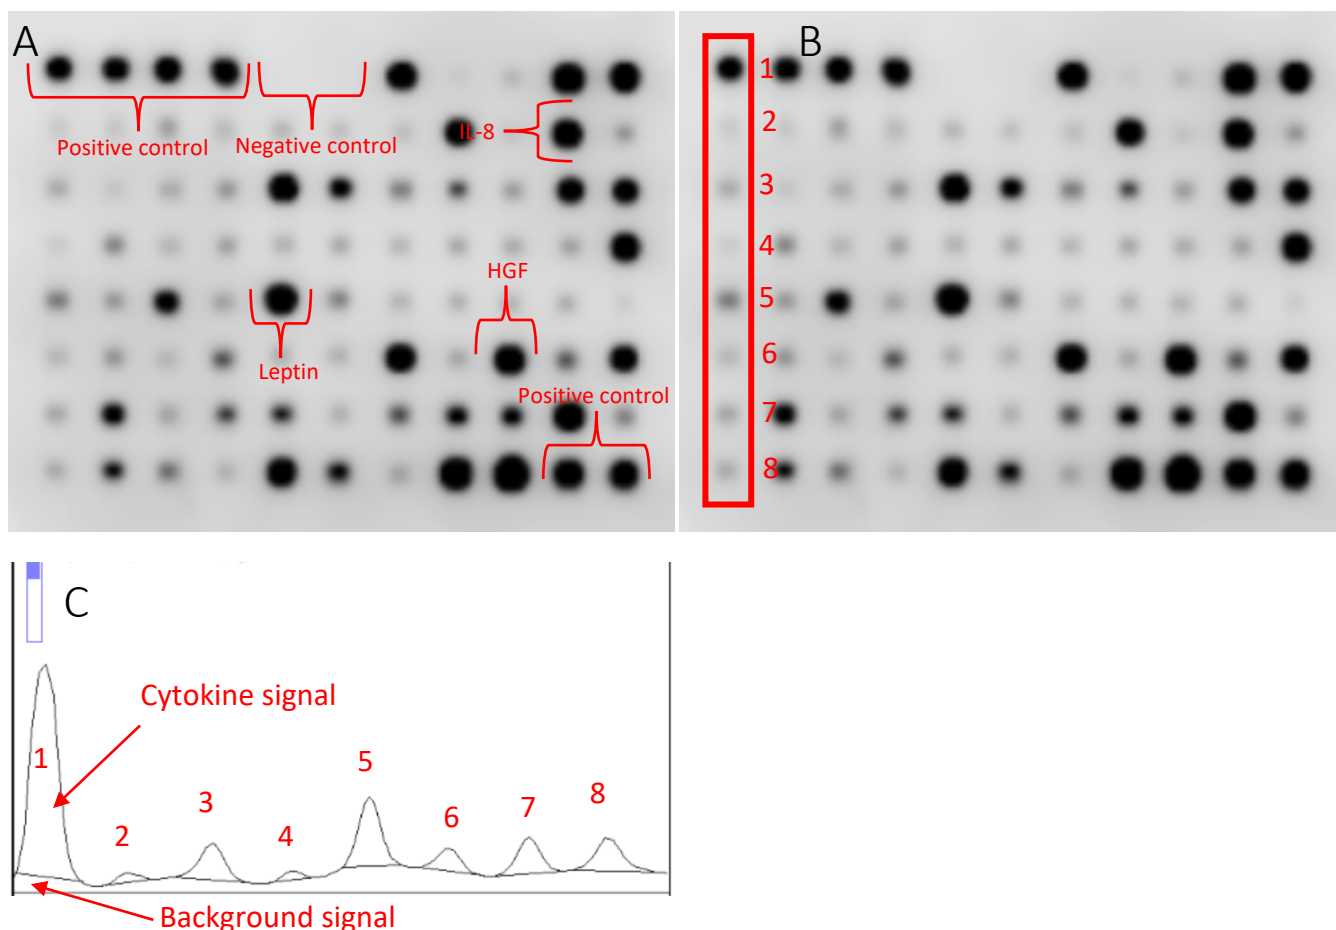 A
Positive control
Negative control
IL-8
HGF
Leptin
Positive control
B
1
2
3
4
5
6
7
8
C
Cytokine signal
1
2
3
4
5
6
7
8
Background signal